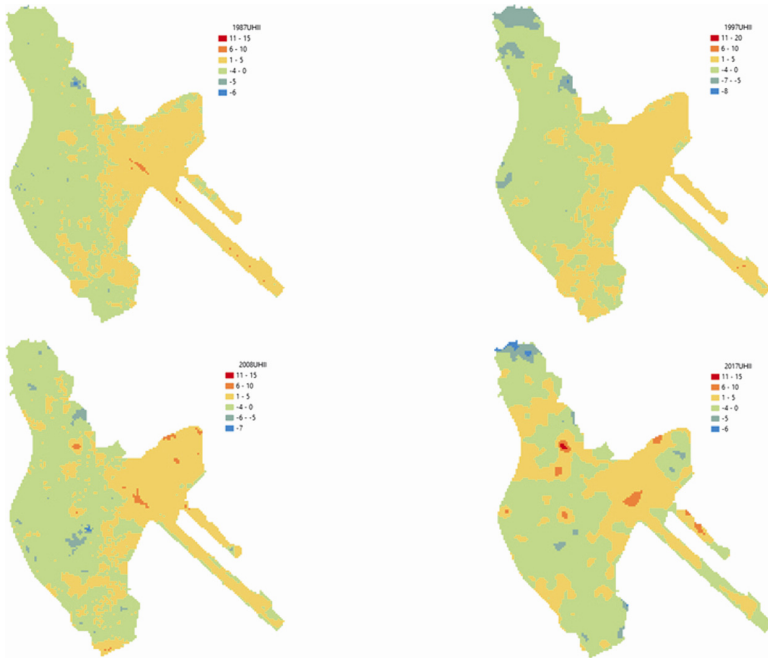 1987UHII
11 - 15
6 - 10
1 - 5
-4 - 0
-5
-6
1997UHII
11 - 20
6 - 10
1 - 5
-4 - 0
-7 - -5
-8
2008UHII
11 - 15
6 - 10
1 - 5
-4 - 0
-6 - -5
-7
2017UHII
11 - 15
6 - 10
1 - 5
-4 - 0
-5
-6